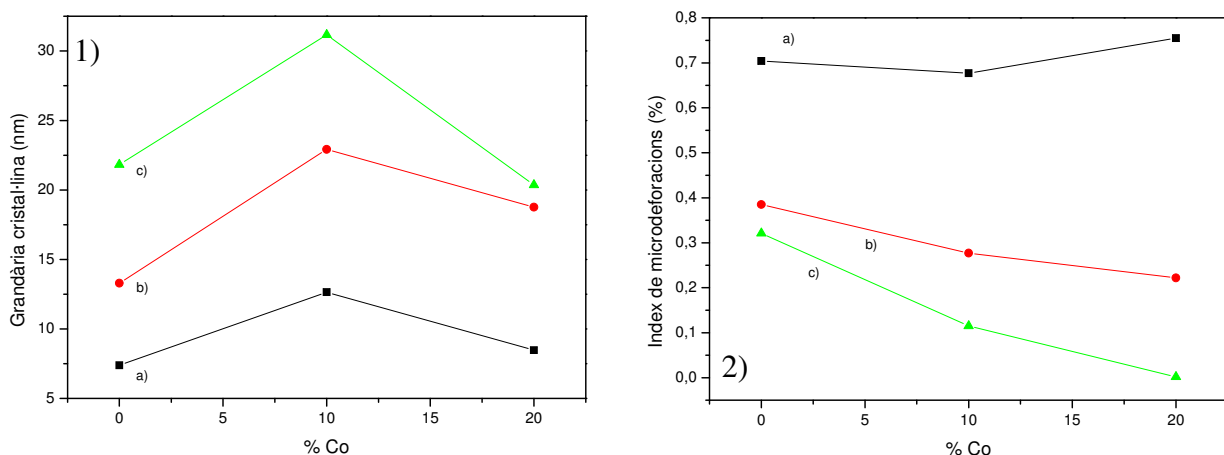 1)
Grandària cristal·lina (nm)
30
25
20
15
10
5
c)
b)
a)
0
5
10
15
20
% Co
2)
Index de microdeforacions (%)
0,8
0,7
0,6
0,5
0,4
0,3
0,2
0,1
0,0
a)
b)
c)
0
5
10
15
20
% Co